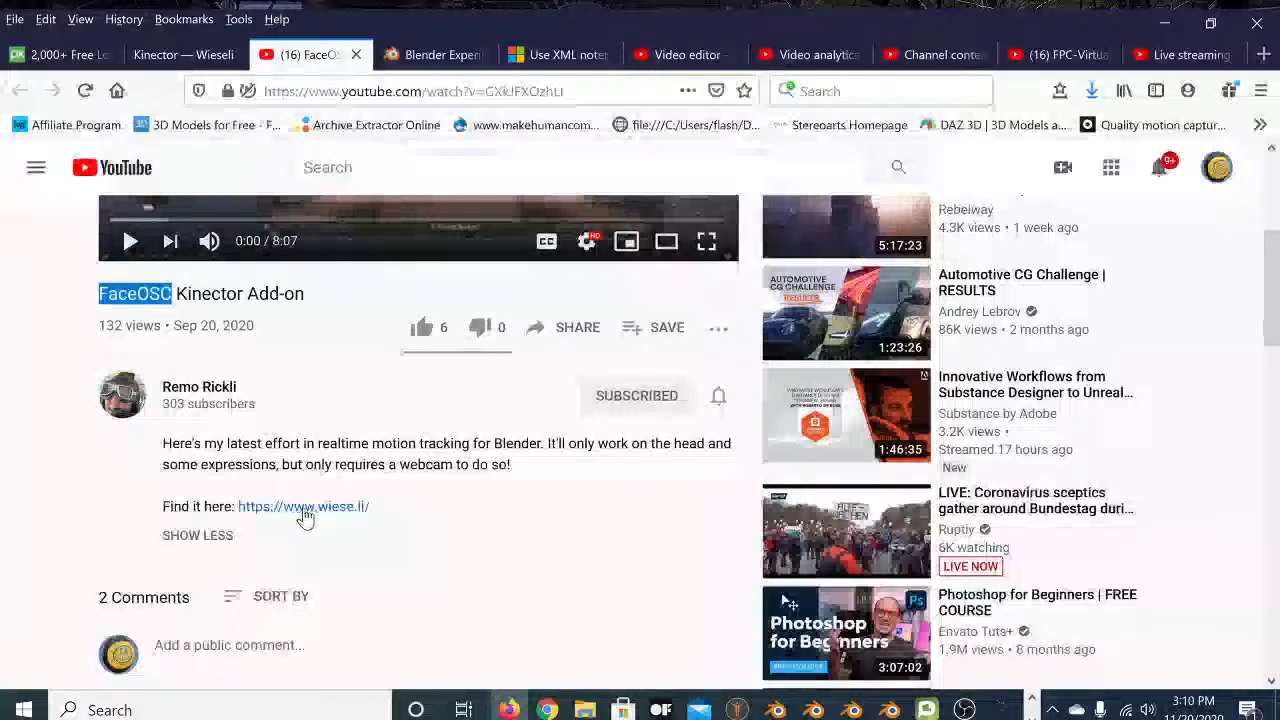 File Edit View History Bookmarks Tools Help
2,000+ Free Lo
Kinector — Wieseli
(16) FaceOS
Blender Experi
Use XML note
Video editor -
Video analytics
Channel conte
(16) PPC-Virtua
Live streaming
https://www.youtube.com/watch?v=GXkJFXOzhLI
Search
Affiliate Program
3D Models for Free - F...
Archive Extractor Online
www.makehumancom...
file:///C:/Users/flash/D...
Stereoarts Homepage
DAZ 3D | 3D Models a...
Quality motion captur...
YouTube
Search
9+
0:00 / 8:07
CC
HD
FaceOSC Kinector Add-on
132 views • Sep 20, 2020
6
0
SHARE
SAVE
Remo Rickli
303 subscribers
SUBSCRIBED
Here's my latest effort in realtime motion tracking for Blender. It'll only work on the head and
some expressions, but only requires a webcam to do so!
Find it here: https://www.wiese.li/
SHOW LESS
2 Comments
SORT BY
Add a public comment...
5:17:23
Rebelway
4.3K views • 1 week ago
AUTOMOTIVE
CG CHALLENGE
RESULTS
1:23:26
Automotive CG Challenge |
RESULTS
Andrey Lebrov
86K views • 2 months ago
1:46:35
Innovative Workflows from
Substance Designer to Unreal...
Substance by Adobe
3.2K views •
Streamed 17 hours ago
New
LIVE: Coronavirus sceptics
gather around Bundestag duri...
Ruptly
6K watching
LIVE NOW
Ps
Photoshop
for Beginners
3:07:02
Photoshop for Beginners | FREE
COURSE
Envato Tuts+
1.9M views • 8 months ago
Search
3:10 PM